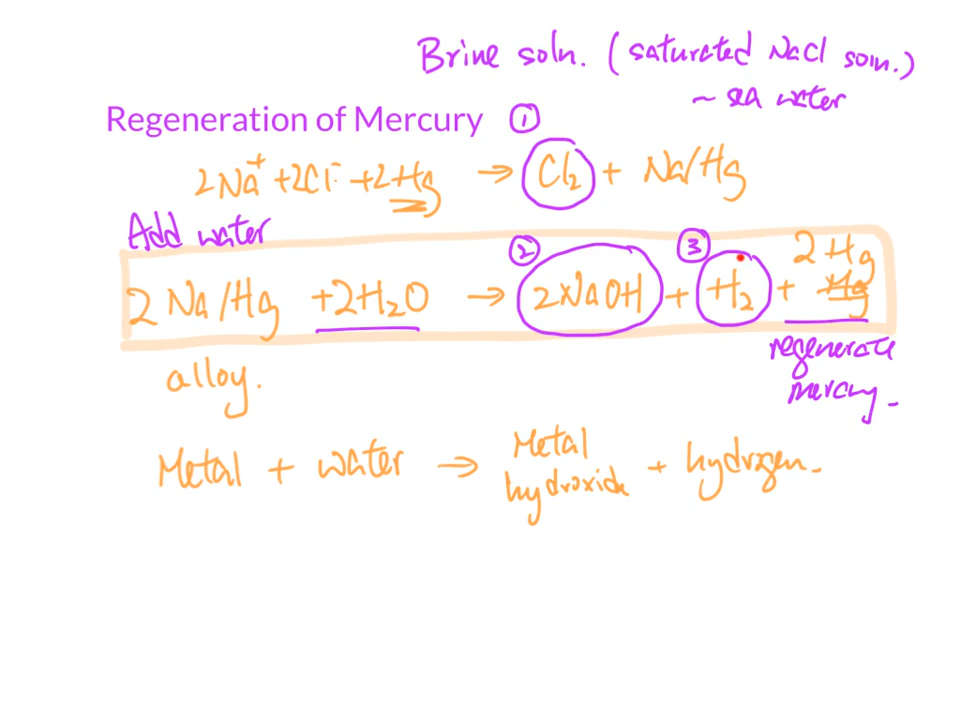 Brine soln. (saturated NaCl soln.)
~ sea water
Regeneration of Mercury ①
2Na⁺ + 2Cl⁻ + 2Hg → Cl₂ + Na/Hg
Add water
② ③ 2Hg
2 Na/Hg + 2H₂O → 2NaOH + H₂ + Hg
regenerate
mercury.
alloy.
Metal + water → Metal hydroxide + hydrogen.